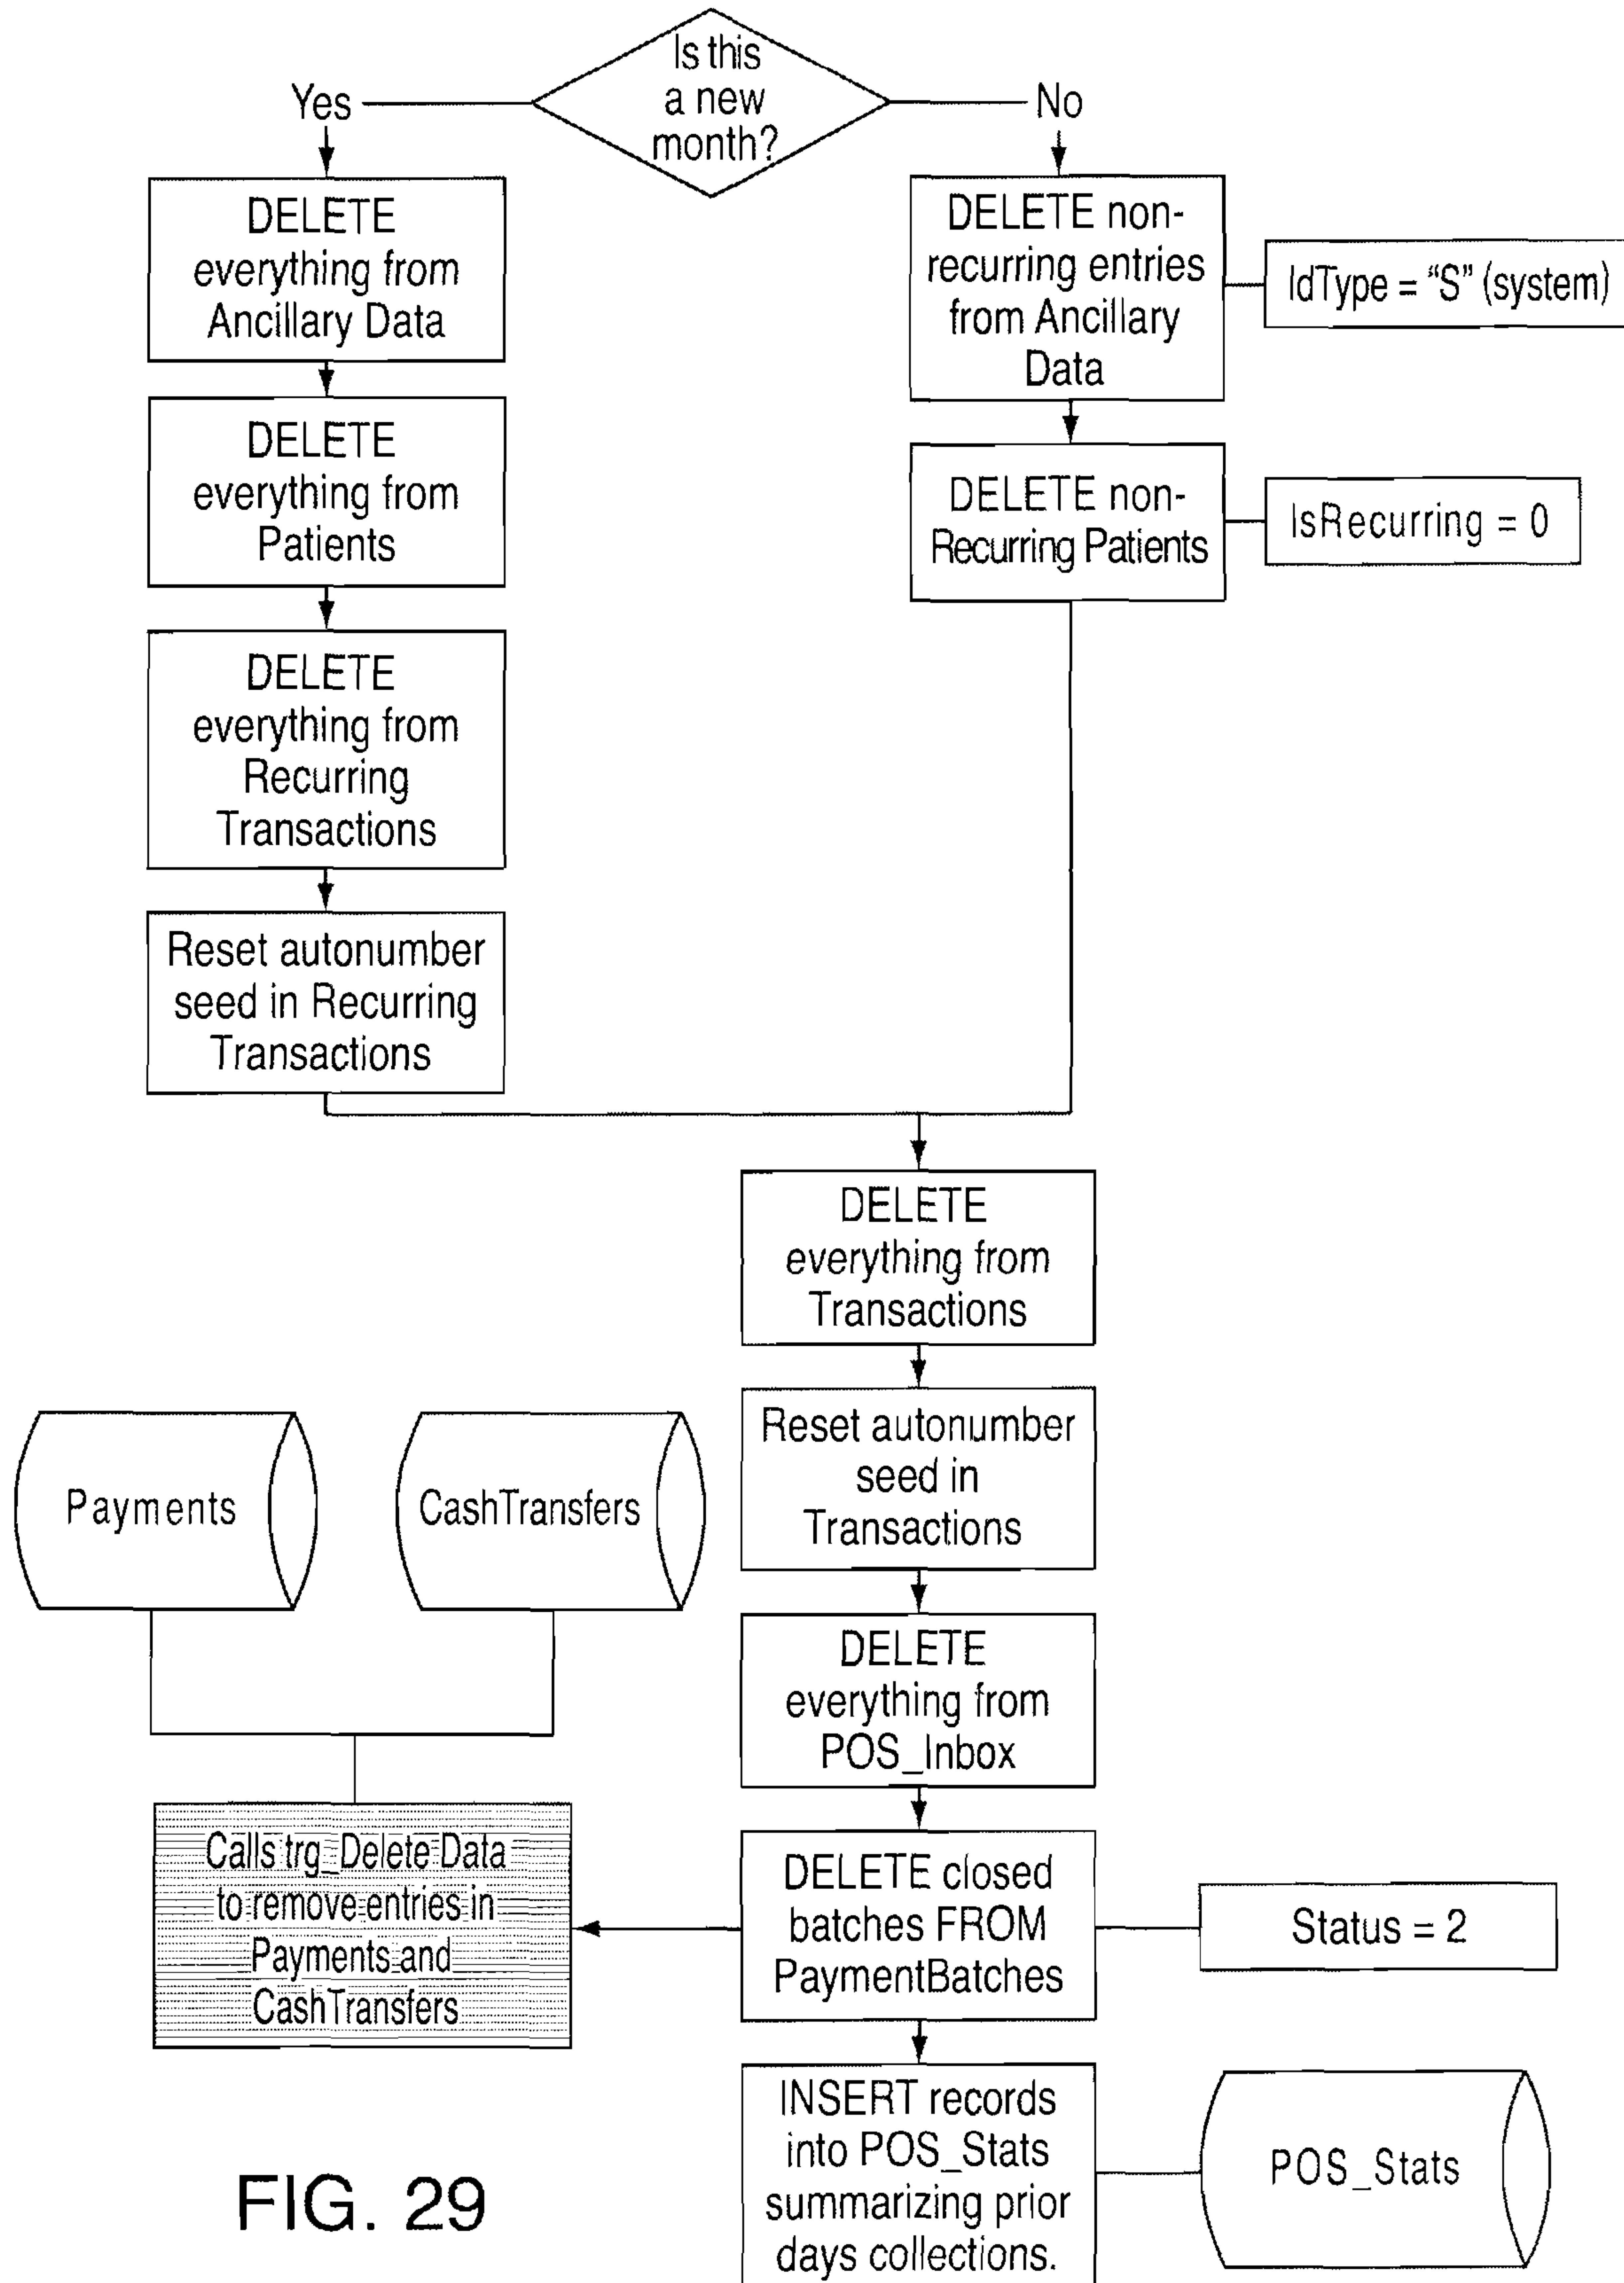 Is this
a new
month?
Yes
No
DELETE
everything from
Ancillary Data
DELETE non-
recurring entries
from Ancillary
Data
IdType = “S” (system)
DELETE
everything from
Patients
DELETE non-
Recurring Patients
IsRecurring = 0
DELETE
everything from
Recurring
Transactions
Reset autonumber
seed in Recurring
Transactions
DELETE
everything from
Transactions
Reset autonumber
seed in
Transactions
Payments
CashTransfers
DELETE
everything from
POS_Inbox
Calls trg_Delete Data
to remove entries in
Payments and
CashTransfers
DELETE closed
batches FROM
PaymentBatches
Status = 2
INSERT records
into POS_Stats
summarizing prior
days collections.
POS_Stats
FIG. 29